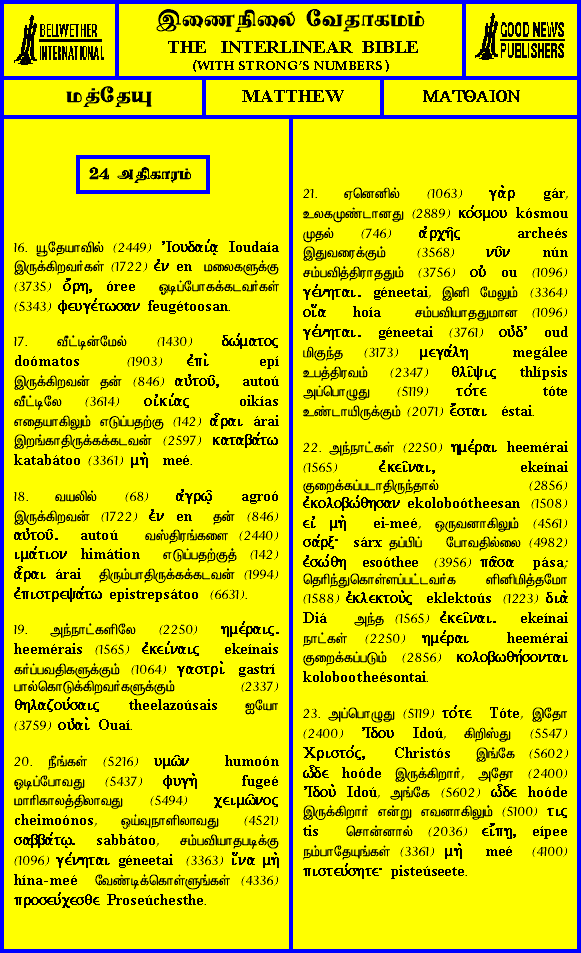 BELLWETHER
INTERNATIONAL
இணைநிலை வேதாகமம்
THE INTERLINEAR BIBLE
(WITH STRONG'S NUMBERS)
GOOD NEWS
PUBLISHERS
மத்தேயு
MATTHEW
ΜΑΤΘΑΙΟΝ
24 அதிகாரம்
16. யூதேயாவில் (2449) Ἰουδαίᾳ Ioudaía
இருக்கிறவர்கள் (1722) ἐν en மலைகளுக்கு
(3735) ὄρη, óree ஓடிப்போகக்கடவர்கள்
(5343) φευγέτωσαν feugétoosan.
17. வீட்டின்மேல் (1430) δώματος
doómatos (1903) ἐπὶ epí
இருக்கிறவன் தன் (846) αὐτοῦ, autoú
வீட்டிலே (3614) οἰκίας oikías
எதையாகிலும் எடுப்பதற்கு (142) ἆραι árai
இறங்காதிருக்கக்கடவன் (2597) καταβάτω
katabátoo (3361) μὴ meé.
18. வயலில் (68) ἀγρῷ agroó
இருக்கிறவன் (1722) ἐν en தன் (846)
αὐτοῦ. autoú வஸ்திரங்களை (2440)
ιμάτιον himátion எடுப்பதற்குத் (142)
ἆραι árai திரும்பாதிருக்கக்கடவன் (1994)
ἐπιστρεψάτω epistrepsátoo (6631).
19. அந்நாட்களிலே (2250) ημέραις.
heemérais (1565) ἐκείναις ekeínais
கர்ப்பவதிகளுக்கும் (1064) γαστρὶ gastrí
பால்கொடுக்கிறவர்களுக்கும் (2337)
θηλαζούσαις theelazoúsais ஐயோ
(3759) οὐαὶ Ouaí.
20. நீங்கள் (5216) υμῶν humoón
ஓடிப்போவது (5437) φυγὴ fugeé
மாரிகாலத்திலாவது (5494) χειμῶνος
cheimoónos, ஓய்வுநாளிலாவது (4521)
σαββάτῳ. sabbátoo, சம்பவியாதபடிக்கு
(1096) γένηται géneetai (3363) ἵνα μὴ
hína-meé வேண்டிக்கொள்ளுங்கள் (4336)
προσεύχεσθε Proseúchesthe.
21. ஏனெனில் (1063) γὰρ gár,
உலகமுண்டானது (2889) κόσμου kósmou
முதல் (746) ἀρχῆς archeés
இதுவரைக்கும் (3568) νῦν nún
சம்பவித்திராததும் (3756) οὐ ou (1096)
γένηται. géneetai, இனி மேலும் (3364)
οἵα hoía சம்பவியாததுமான (1096)
γένηται. géneetai (3761) οὐδ' oud
மிகுந்த (3173) μεγάλη megálee
உபத்திரவம் (2347) θλῖψις thlípsis
அப்பொழுது (5119) τότε tóte
உண்டாயிருக்கும் (2071) ἔσται éstai.
22. அந்நாட்கள் (2250) ημέραι heemérai
(1565) ἐκεῖναι, ekeínai
குறைக்கப்படாதிருந்தால் (2856)
ἐκολοβώθησαν ekoloboótheesan (1508)
εἰ μὴ ei-meé, ஒருவனாகிலும் (4561)
σάρξ· sárx தப்பிப் போவதில்லை (4982)
ἐσώθη esoóthee (3956) πᾶσα pása;
தெரிந்துகொள்ளப்பட்டவர்க ளினிமித்தமோ
(1588) ἐκλεκτοὺς eklektoús (1223) διὰ
Diá அந்த (1565) ἐκεῖναι. ekeínai
நாட்கள் (2250) ημέραι heemérai
குறைக்கப்படும் (2856) κολοβωθήσονται
kolobootheésontai.
23. அப்பொழுது (5119) τότε Tóte, இதோ
(2400) Ἰδου Idoú, கிறிஸ்து (5547)
Χριστός, Christós இங்கே (5602)
ὧδε hoóde இருக்கிறார், அதோ (2400)
Ἰδοὺ Idoú, அங்கே (5602) ὧδε hoóde
இருக்கிறார் என்று எவனாகிலும் (5100) τις
tis சொன்னால் (2036) εἴπῃ, eípee
நம்பாதேயுங்கள் (3361) μὴ meé (4100)
πιστεύσητε· pisteúseete.